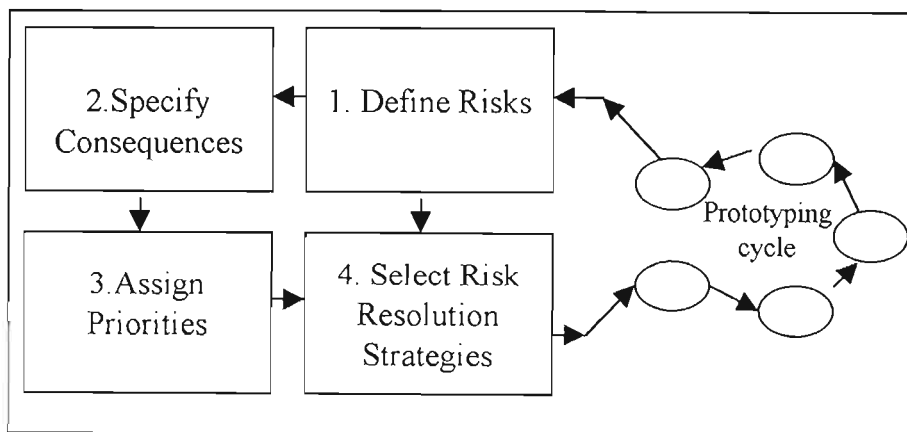 2.Specify
Consequences
1. Define Risks
Prototyping
cycle
3.Assign
Priorities
4. Select Risk
Resolution
Strategies